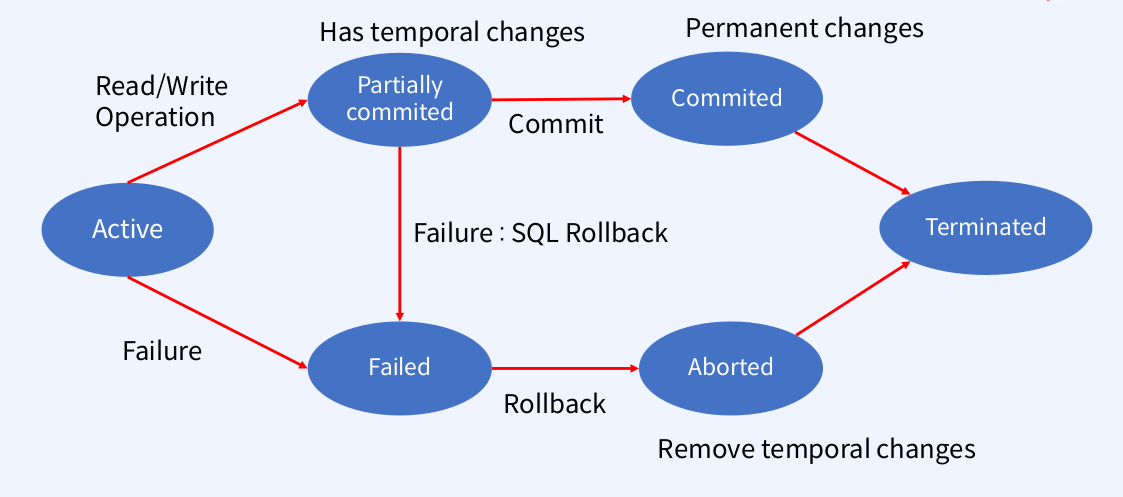 Has temporal changes
Permanent changes
Read/Write
Operation
Partially
commited
Commited
Commit
Active
Failure : SQL Rollback
Terminated
Failure
Failed
Aborted
Rollback
Remove temporal changes